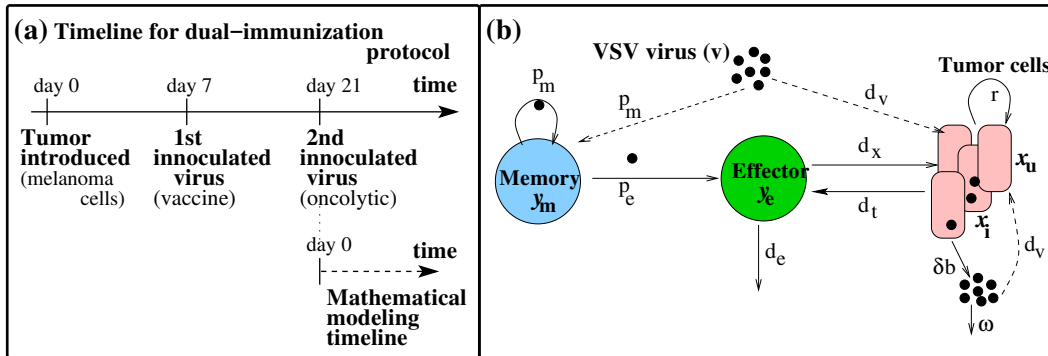 (a) Timeline for dual−immunization
protocol
day 0 day 7 day 21 time
Tumor introduced (melanoma cells)
1st innoculated virus (vaccine)
2nd innoculated virus (oncolytic)
day 0 time
Mathematical
modeling
timeline
(b) VSV virus (v)
Tumor cells
p_m
r
p_m
d_v
Memory
y_m
p_e
Effector
y_e
d_x
d_t
x_u
x_i
d_e
δb
d_v
ω